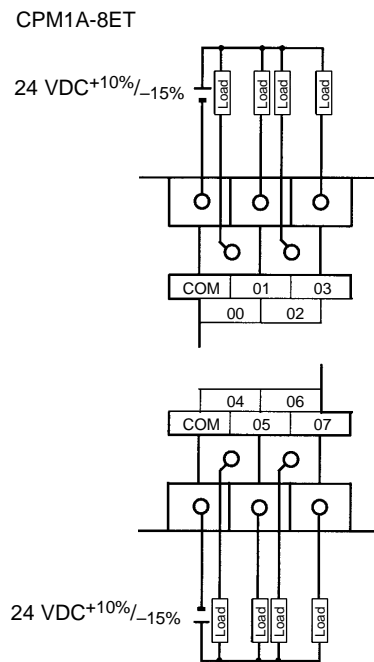 CPM1A-8ET
24 VDC+10%/–15%
Load Load Load Load
COM 01 03
00 02
04 06
COM 05 07
24 VDC+10%/–15%
Load Load Load Load